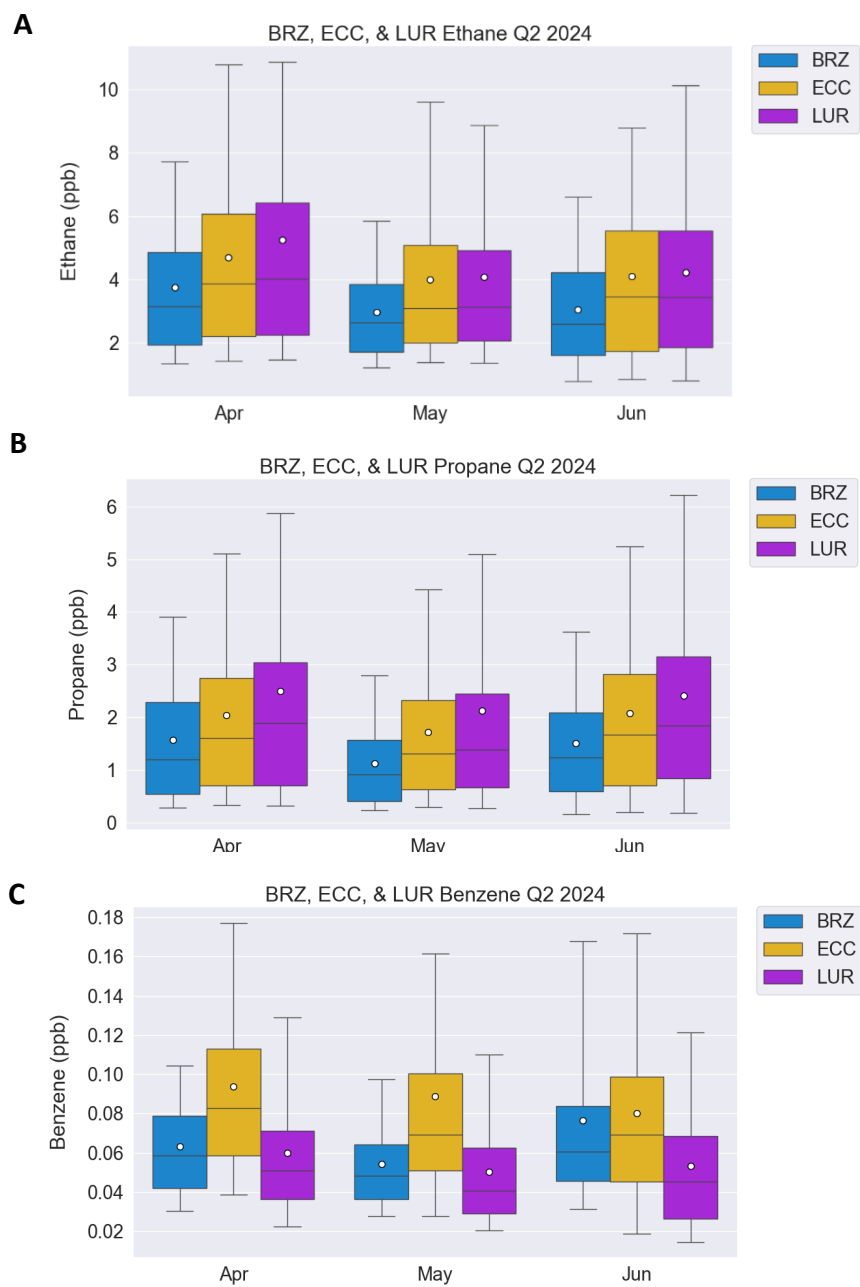 A
BRZ, ECC, & LUR Ethane Q2 2024
BRZ
ECC
LUR
Ethane (ppb)
10
8
6
4
2
Apr
May
Jun
B
BRZ, ECC, & LUR Propane Q2 2024
BRZ
ECC
LUR
Propane (ppb)
6
5
4
3
2
1
0
Apr
May
Jun
C
BRZ, ECC, & LUR Benzene Q2 2024
BRZ
ECC
LUR
Benzene (ppb)
0.18
0.16
0.14
0.12
0.10
0.08
0.06
0.04
0.02
Apr
May
Jun